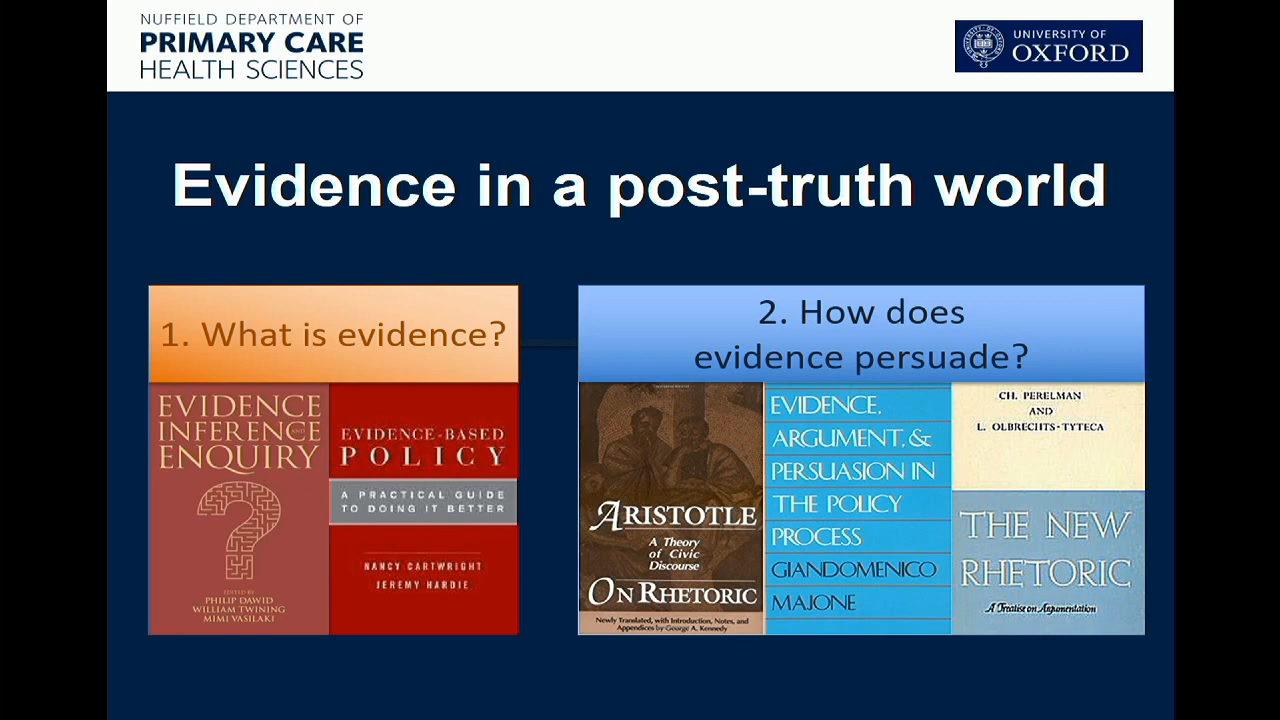 NUFFIELD DEPARTMENT OF
PRIMARY CARE
HEALTH SCIENCES
UNIVERSITY OF
OXFORD
Evidence in a post-truth world
1. What is evidence?
EVIDENCE
INFERENCE AND
ENQUIRY
?
EDITED BY
PHILIP DAWID
WILLIAM TWINING
MIMI VASILAKI
EVIDENCE-BASED
POLICY
A PRACTICAL GUIDE
TO DOING IT BETTER
NANCY CARTWRIGHT
JEREMY HARDIE
2. How does
evidence persuade?
ARISTOTLE
A Theory
of Civic
Discourse
ON RHETORIC
Newly Translated, with Introduction, Notes, and
Appendices by George A. Kennedy
EVIDENCE,
ARGUMENT, &
PERSUASION IN
THE POLICY
PROCESS
GIANDOMENICO
MAJONE
CH. PERELMAN
AND
L. OLBRECHTS-TYTECA
THE NEW
RHETORIC
A Treatise on Argumentation